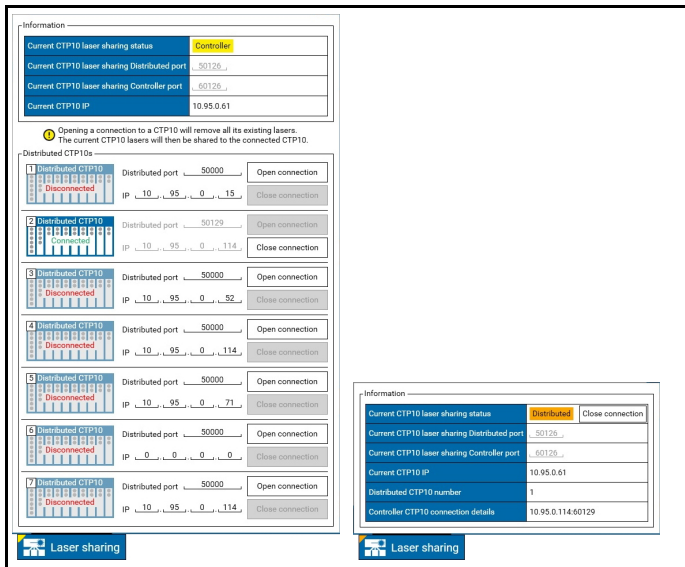 Information
Current CTP10 laser sharing status Controller
Current CTP10 laser sharing Distributed port 50126
Current CTP10 laser sharing Controller port 60126
Current CTP10 IP 10.95.0.61
Opening a connection to a CTP10 will remove all its existing lasers.
The current CTP10 lasers will then be shared to the connected CTP10.
Distributed CTP10s
1 Distributed CTP10
Disconnected
Distributed port 50000 Open connection
IP 10 . 95 . 0 . 15 Close connection
2 Distributed CTP10
Connected
Distributed port 50129 Open connection
IP 10 . 95 . 0 . 114 Close connection
3 Distributed CTP10
Disconnected
Distributed port 50000 Open connection
IP 10 . 95 . 0 . 52 Close connection
4 Distributed CTP10
Disconnected
Distributed port 50000 Open connection
IP 10 . 95 . 0 . 114 Close connection
5 Distributed CTP10
Disconnected
Distributed port 50000 Open connection
IP 10 . 95 . 0 . 71 Close connection
6 Distributed CTP10
Disconnected
Distributed port 50000 Open connection
IP 0 . 0 . 0 . 0 Close connection
7 Distributed CTP10
Disconnected
Distributed port 50000 Open connection
IP 10 . 95 . 0 . 114 Close connection
Laser sharing
Information
Current CTP10 laser sharing status Distributed Close connection
Current CTP10 laser sharing Distributed port 50126
Current CTP10 laser sharing Controller port 60126
Current CTP10 IP 10.95.0.61
Distributed CTP10 number 1
Controller CTP10 connection details 10.95.0.114:60129
Laser sharing